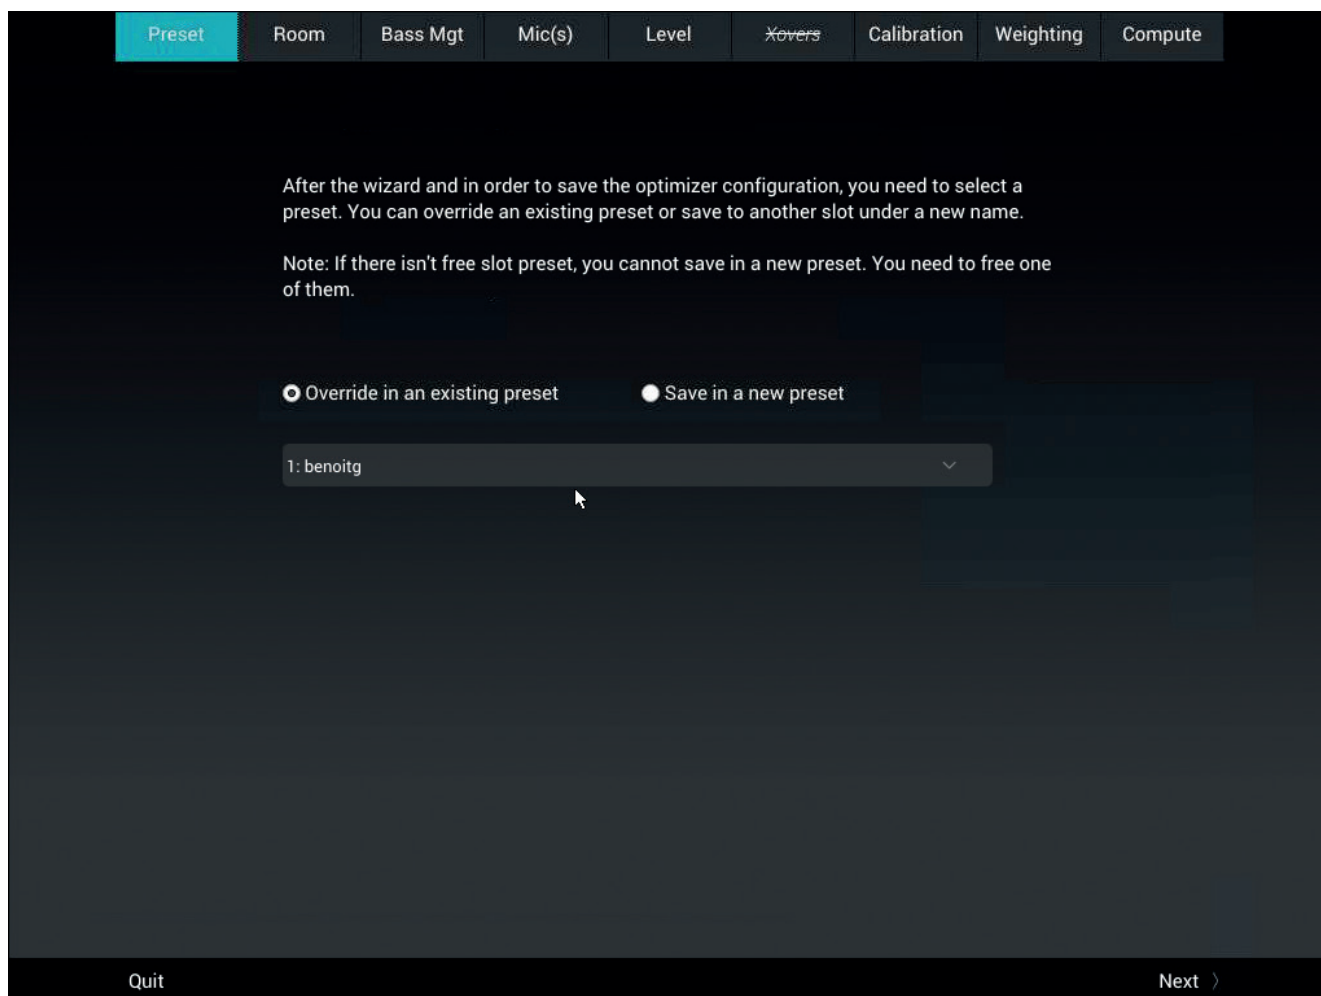 Preset Room Bass Mgt Mic(s) Level Xovers Calibration Weighting Compute
After the wizard and in order to save the optimizer configuration, you need to select a
preset. You can override an existing preset or save to another slot under a new name.
Note: If there isn't free slot preset, you cannot save in a new preset. You need to free one
of them.
Override in an existing preset Save in a new preset
1: benoitg
Quit Next